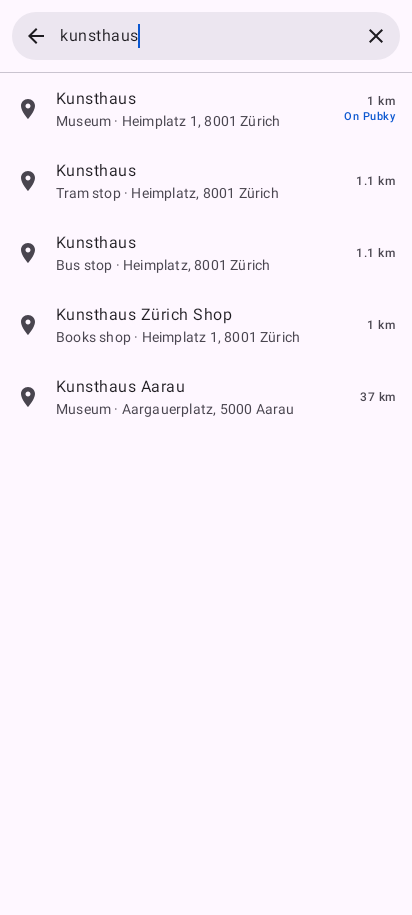 kunsthaus
Kunsthaus
1 km
Museum · Heimplatz 1, 8001 Zürich
On Pubky
Kunsthaus
Tram stop · Heimplatz, 8001 Zürich
1.1 km
Kunsthaus
Bus stop · Heimplatz, 8001 Zürich
1.1 km
Kunsthaus Zürich Shop
Books shop · Heimplatz 1, 8001 Zürich
1 km
Kunsthaus Aarau
Museum · Aargauerplatz, 5000 Aarau
37 km